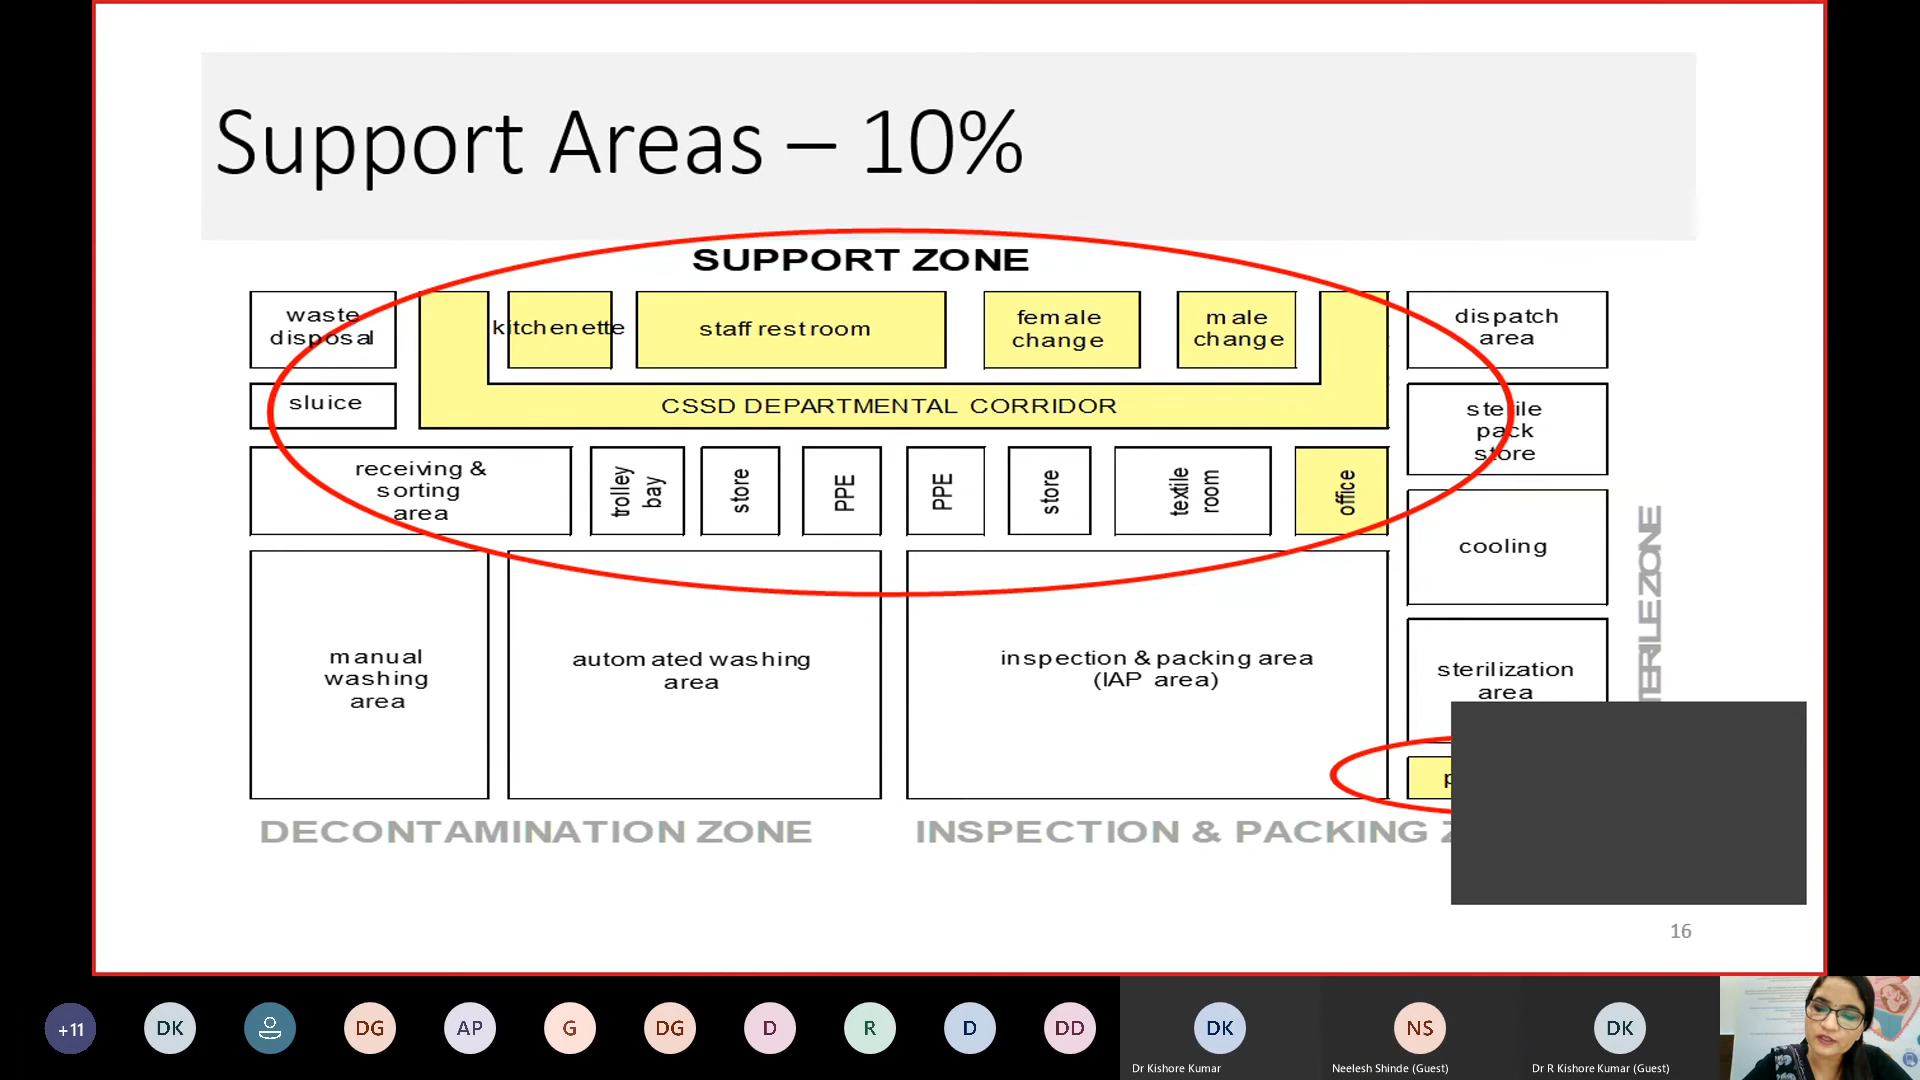 Support Areas – 10%
SUPPORT ZONE
waste
disposal
kitchenette
staff rest room
female
change
male
change
dispatch
area
sluice
CSSD DEPARTMENTAL CORRIDOR
sterile
pack
store
receiving &
sorting
area
trolley
bay
store
PPE
PPE
store
textile
room
office
cooling
manual
washing
area
automated washing
area
inspection & packing area
(IAP area)
sterilization
area
DECONTAMINATION ZONE
INSPECTION & PACKING
16
+11
DK
DG
AP
G
DG
D
R
D
DD
DK
Dr Kishore Kumar
NS
Neelesh Shinde (Guest)
DK
Dr R Kishore Kumar (Guest)